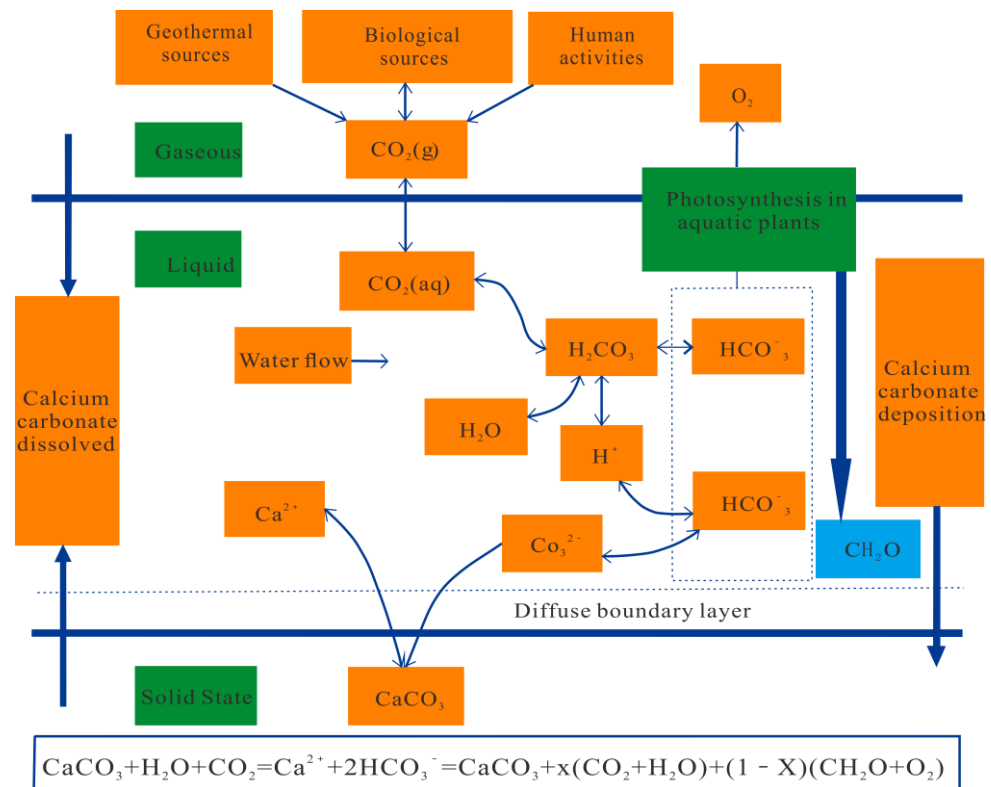 Geothermal
sources
Biological
sources
Human
activities
O₂
CO₂(g)
Gaseous
Photosynthesis in
aquatic plants
Liquid
CO₂(aq)
Water flow
H₂CO₃
HCO⁻₃
Calcium
carbonate
dissolved
Calcium
carbonate
deposition
H₂O
H⁺
Ca²⁺
HCO⁻₃
Co₃²⁻
CH₂O
Diffuse boundary layer
Solid State
CaCO₃
CaCO₃+H₂O+CO₂=Ca²⁺+2HCO₃⁻=CaCO₃+x(CO₂+H₂O)+(1 - X)(CH₂O+O₂)